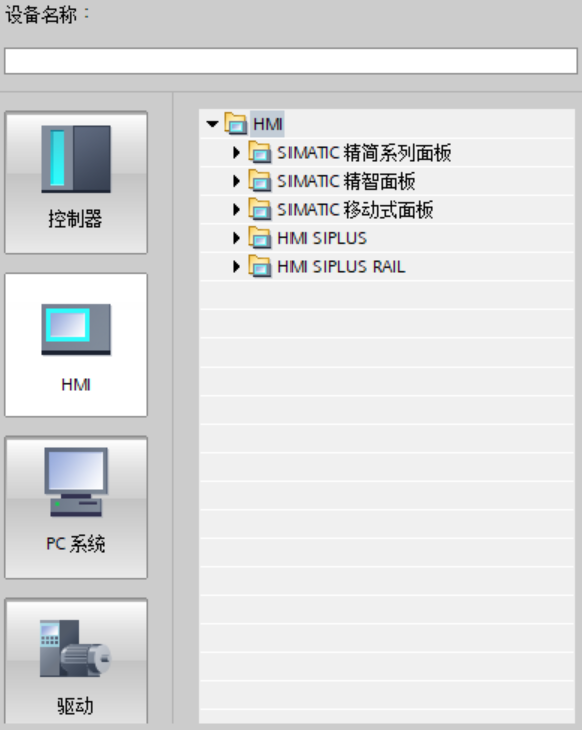 设备名称：
控制器
HMI
PC 系统
驱动
HMI
SIMATIC 精简系列面板
SIMATIC 精智面板
SIMATIC 移动式面板
HMI SIPLUS
HMI SIPLUS RAIL